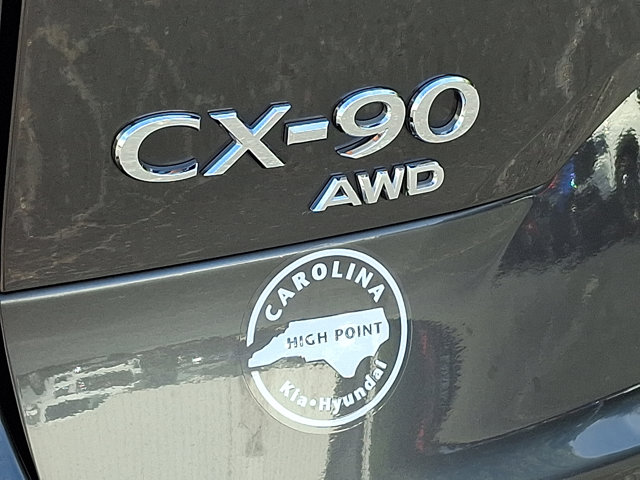 CX-90
AWD
CAROLINA
HIGH POINT
Kia•Hyundai